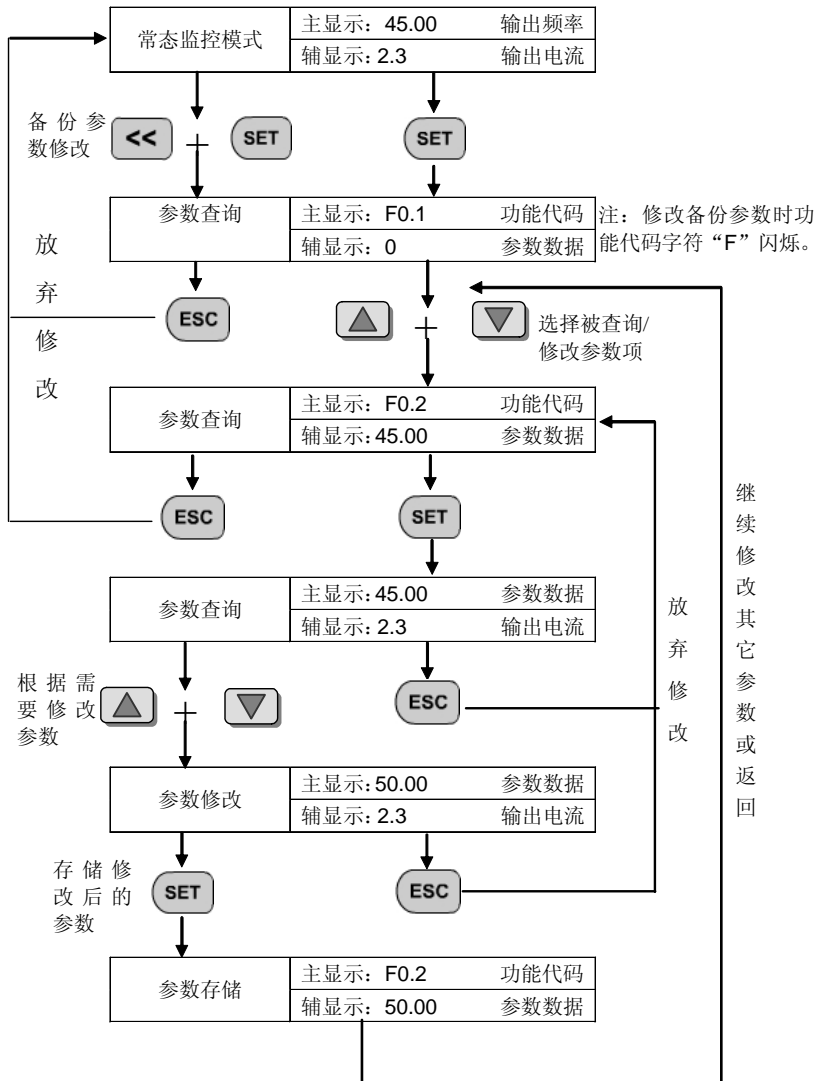 常态监控模式
主显示：45.00 输出频率
辅显示：2.3 输出电流
备份参
数修改
<< + SET
SET
参数查询
主显示：F0.1 功能代码
辅显示：0 参数数据
注：修改备份参数时功
能代码字符“F”闪烁。
放弃修改
ESC
+
选择被查询/
修改参数项
参数查询
主显示：F0.2 功能代码
辅显示：45.00 参数数据
ESC
SET
参数查询
主显示：45.00 参数数据
辅显示：2.3 输出电流
放弃修改
继续修改其它参数或返回
根据需
要修改
参数
+
ESC
参数修改
主显示：50.00 参数数据
辅显示：2.3 输出电流
存储修
改后的
参数
SET
ESC
参数存储
主显示：F0.2 功能代码
辅显示：50.00 参数数据